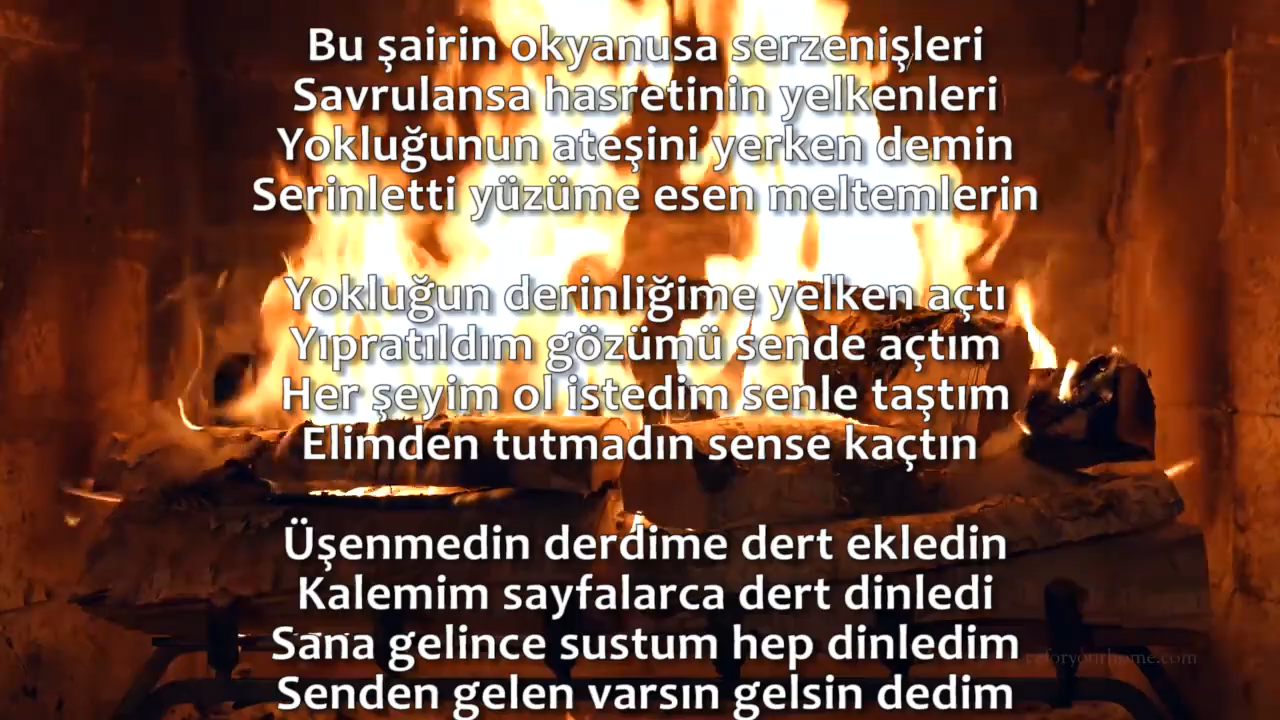 Bu şairin okyanusa serzenişleri
Savrulansa hasretinin yelkenleri
Yokluğunun ateşini yerken demin
Serinletti yüzüme esen meltemlerin
Yokluğun derinliğime yelken açtı
Yıpratıldım gözümü sende açtım
Her şeyim ol istedim senle taştım
Elimden tutmadın sense kaçtın
Üşenmedin derdime dert ekledin
Kalemim sayfalarca dert dinledi
Sana gelince sustum hep dinledim
Senden gelen varsın gelsin dedim